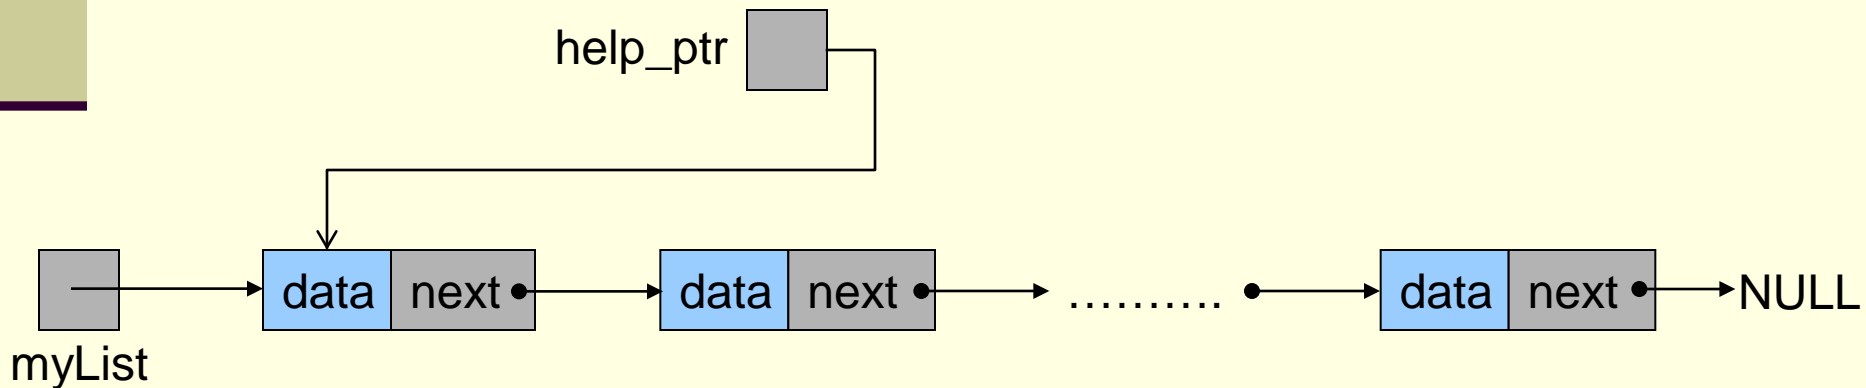 help_ptr
data next data next ………. data next NULL
myList